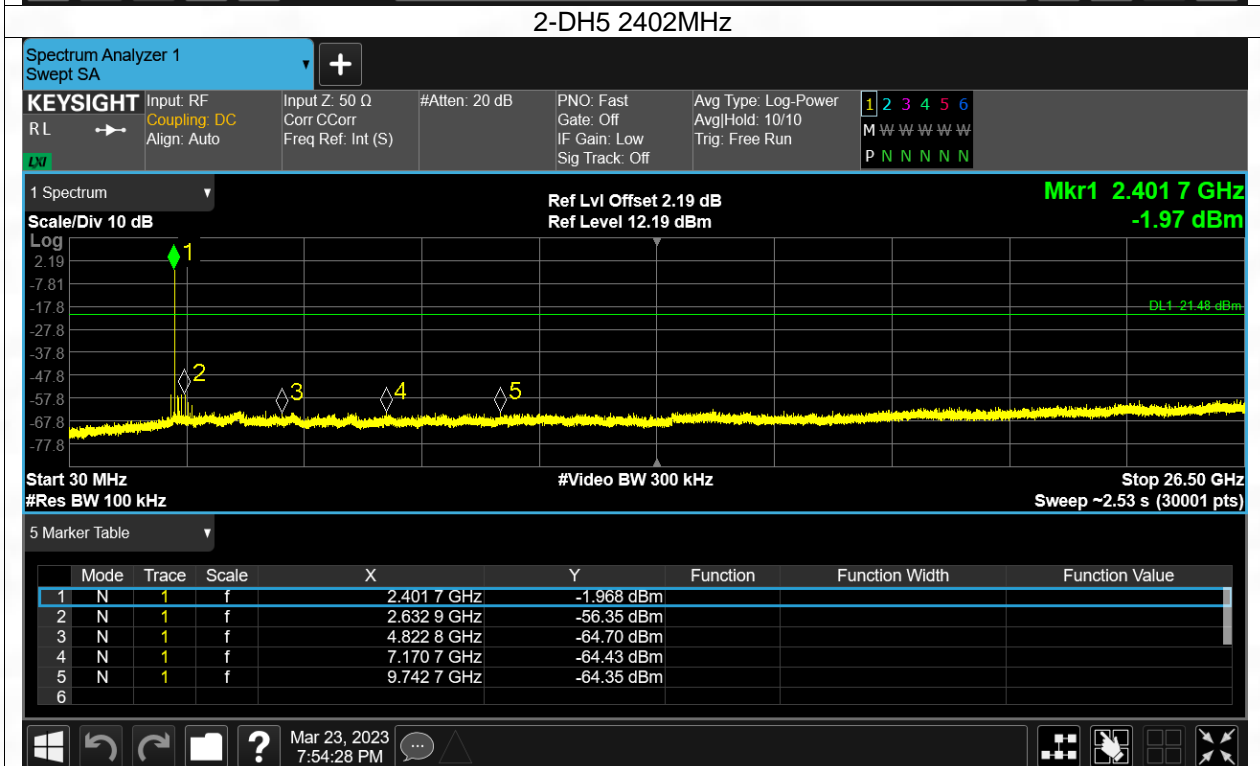 2-DH5 2402MHz
Spectrum Analyzer 1
Swept SA
KEYSIGHT
RL
LXI
Input: RF
Coupling: DC
Align: Auto
Input Z: 50 Ω
Corr CCorr
Freq Ref: Int (S)
#Atten: 20 dB
PNO: Fast
Gate: Off
IF Gain: Low
Sig Track: Off
Avg Type: Log-Power
Avg|Hold: 10/10
Trig: Free Run
1 2 3 4 5 6
M W W W W W
P N N N N N
1 Spectrum
Scale/Div 10 dB
Ref Lvl Offset 2.19 dB
Ref Level 12.19 dBm
Mkr1 2.401 7 GHz
-1.97 dBm
Log
2.19
-7.81
-17.8
-27.8
-37.8
-47.8
-57.8
-67.8
-77.8
1
2
3
4
5
DL1 -21.48 dBm
Start 30 MHz
#Res BW 100 kHz
#Video BW 300 kHz
Stop 26.50 GHz
Sweep ~2.53 s (30001 pts)
5 Marker Table
Mode Trace Scale X Y Function Function Width Function Value
1 N 1 f 2.401 7 GHz -1.968 dBm
2 N 1 f 2.632 9 GHz -56.35 dBm
3 N 1 f 4.822 8 GHz -64.70 dBm
4 N 1 f 7.170 7 GHz -64.43 dBm
5 N 1 f 9.742 7 GHz -64.35 dBm
6
?
Mar 23, 2023
7:54:28 PM